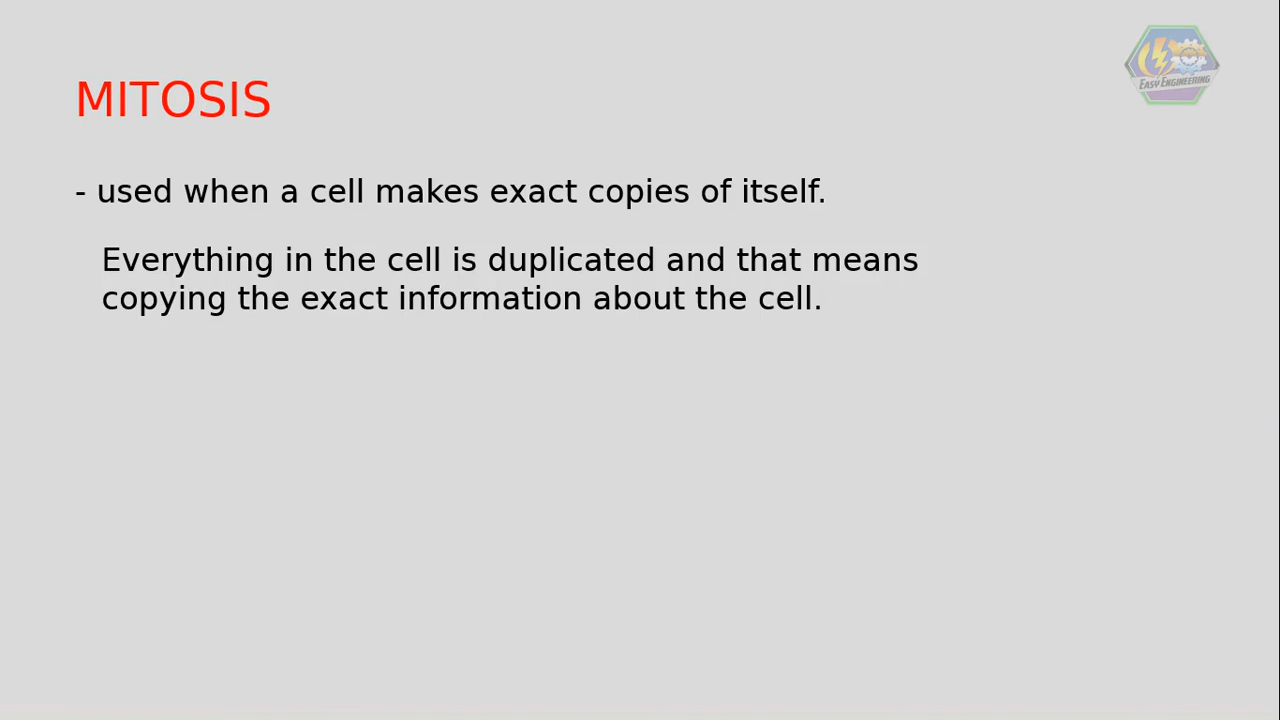 EASY ENGINEERING
MITOSIS
- used when a cell makes exact copies of itself.
Everything in the cell is duplicated and that means
copying the exact information about the cell.